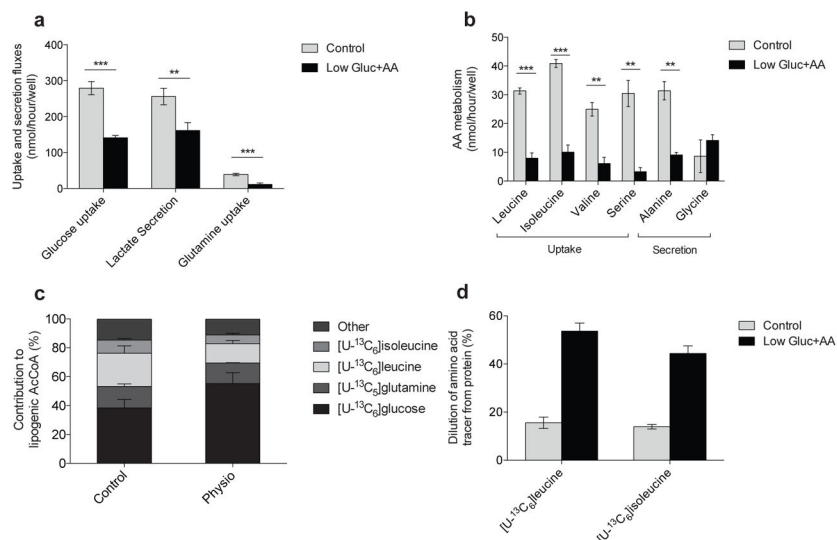 a
Uptake and secretion fluxes
(nmol/hour/well)
400
300
200
100
0
***
**
***
Glucose uptake
Lactate Secretion
Glutamine uptake
Control
Low Gluc+AA
b
AA metabolism
(nmol/hour/well)
50
40
30
20
10
0
***
***
**
**
**
Leucine
Isoleucine
Valine
Serine
Alanine
Glycine
Uptake
Secretion
Control
Low Gluc+AA
c
Contribution to
lipogenic AcCoA (%)
100
80
60
40
20
0
Control
Physio
Other
[U-¹³C₆]isoleucine
[U-¹³C₆]leucine
[U-¹³C₅]glutamine
[U-¹³C₆]glucose
d
Dilution of amino acid
tracer from protein (%)
60
40
20
0
[U-¹³C₆]leucine
[U-¹³C₆]isoleucine
Control
Low Gluc+AA